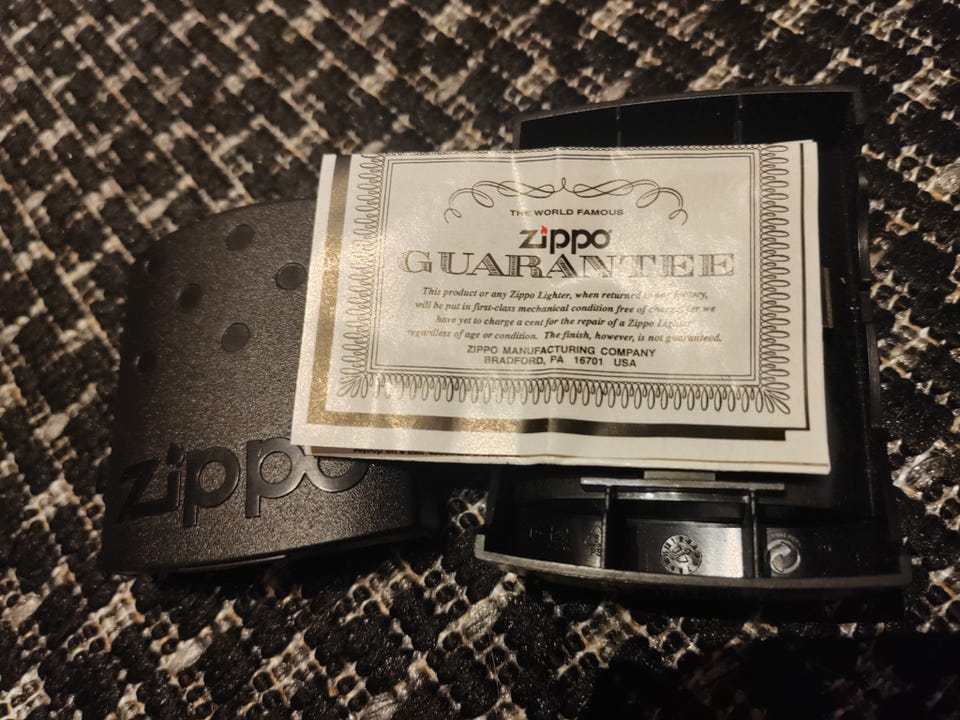 THE WORLD FAMOUS
zippo
GUARANTEE
This product or any Zippo Lighter, when returned to our factory,
will be put in first-class mechanical condition free of charge, for we
have yet to charge a cent for the repair of a Zippo Lighter
regardless of age or condition. The finish, however, is not guaranteed.
ZIPPO MANUFACTURING COMPANY
BRADFORD, PA 16701 USA
zippo